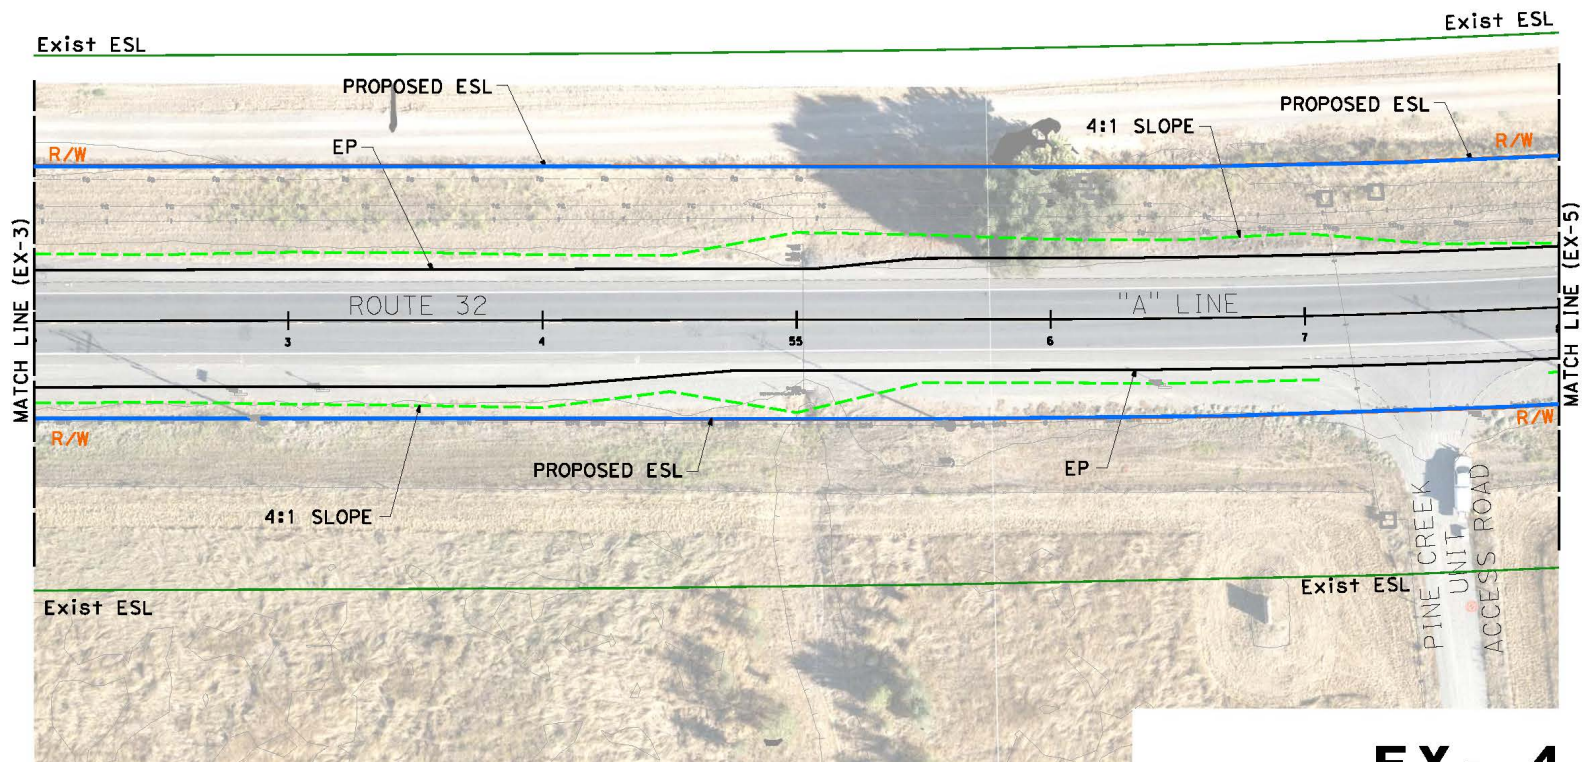 Exist ESL
Exist ESL
PROPOSED ESL
PROPOSED ESL
4:1 SLOPE
EP
R/W
R/W
MATCH LINE (EX-3)
MATCH LINE (EX-5)
ROUTE 32
"A" LINE
3
4
55
6
7
R/W
R/W
PROPOSED ESL
EP
4:1 SLOPE
PINE CREEK
UNIT
ACCESS ROAD
Exist ESL
Exist ESL
EX- 4